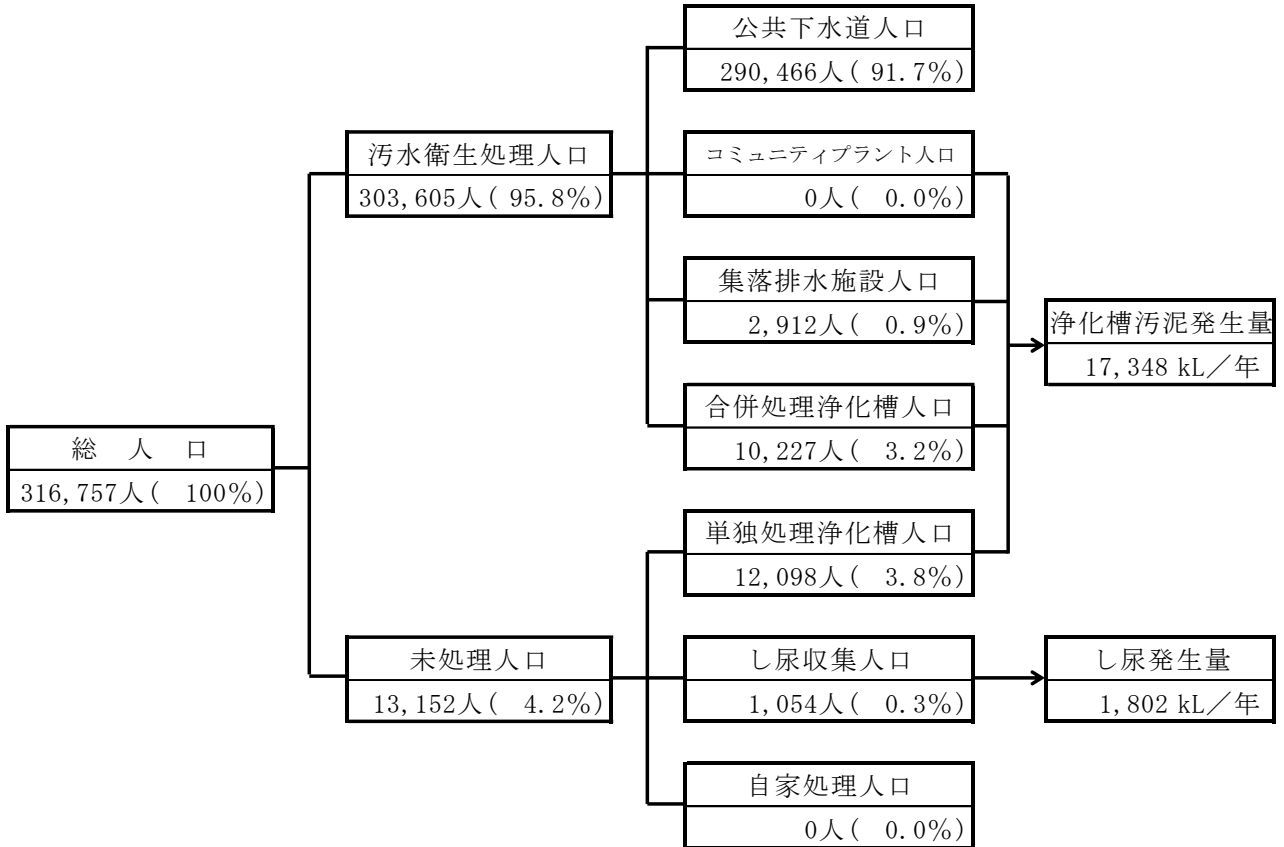 公共下水道人口
290,466人( 91.7%)
汚水衛生処理人口
303,605人( 95.8%)
コミュニティプラント人口
0人( 0.0%)
集落排水施設人口
2,912人( 0.9%)
浄化槽汚泥発生量
17,348 kL／年
合併処理浄化槽人口
10,227人( 3.2%)
総 人 口
316,757人( 100%)
単独処理浄化槽人口
12,098人( 3.8%)
未処理人口
13,152人( 4.2%)
し尿収集人口
1,054人( 0.3%)
し尿発生量
1,802 kL／年
自家処理人口
0人( 0.0%)